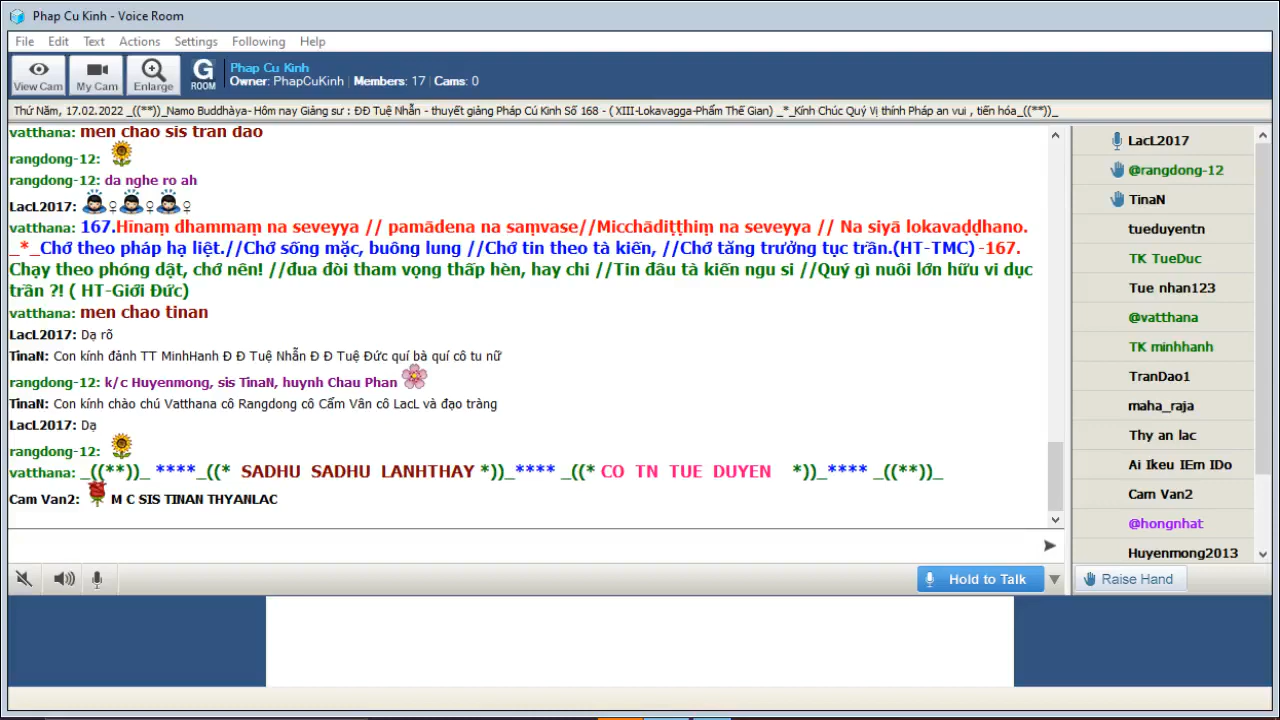 Phap Cu Kinh - Voice Room
File Edit Text Actions Settings Following Help
View Cam My Cam Enlarge G ROOM
Phap Cu Kinh
Owner: PhapCuKinh | Members: 17 | Cams: 0
Thứ Năm, 17.02.2022 _((**))_Namo Buddhàya- Hôm nay Giảng sư : ĐĐ Tuệ Nhẫn - thuyết giảng Pháp Cú Kinh Số 168 - ( XIII-Lokavagga-Phẩm Thế Gian) _*_Kính Chúc Quý Vị thính Pháp an vui , tiến hóa_((**))_
vatthana: men chao sis tran dao
rangdong-12:
rangdong-12: da nghe ro ah
LacL2017: ♀ ♀ ♀
vatthana: 167.Hinaṃ dhammaṃ na seveyya // pamādena na saṃvase//Micchādiṭṭhiṃ na seveyya // Na siyā lokavaḍḍhano.
_*_Chớ theo pháp hạ liệt.//Chớ sống mặc, buông lung //Chớ tin theo tà kiến, //Chớ tăng trưởng tục trần.(HT-TMC) -167.
Chạy theo phóng dật, chớ nên! //đua đòi tham vọng thấp hèn, hay chi //Tin đâu tà kiến ngu si //Quý gì nuôi lớn hữu vi dục
trần ?! ( HT-Giới Đức)
vatthana: men chao tinan
LacL2017: Dạ rõ
TinaN: Con kính đảnh TT MinhHanh Đ Đ Tuệ Nhẫn Đ Đ Tuệ Đức quí bà quí cô tu nữ
rangdong-12: k/c Huyenmong, sis TinaN, huynh Chau Phan
TinaN: Con kính chào chú Vatthana cô Rangdong cô Cẩm Vân cô LacL và đạo tràng
LacL2017: Dạ
rangdong-12:
vatthana: _((**))_ ****_((* SADHU SADHU LANHTHAY *))_**** _((* CO TN TUE DUYEN *))_**** _((**))_
Cam Van2: M C SIS TINAN THYANLAC
LacL2017
@rangdong-12
TinaN
tueduyentn
TK TueDuc
Tue nhan123
@vatthana
TK minhhanh
TranDao1
maha_raja
Thy an lac
Ai Ikeu IEm IDo
Cam Van2
@hongnhat
Huyenmong2013
Hold to Talk
Raise Hand